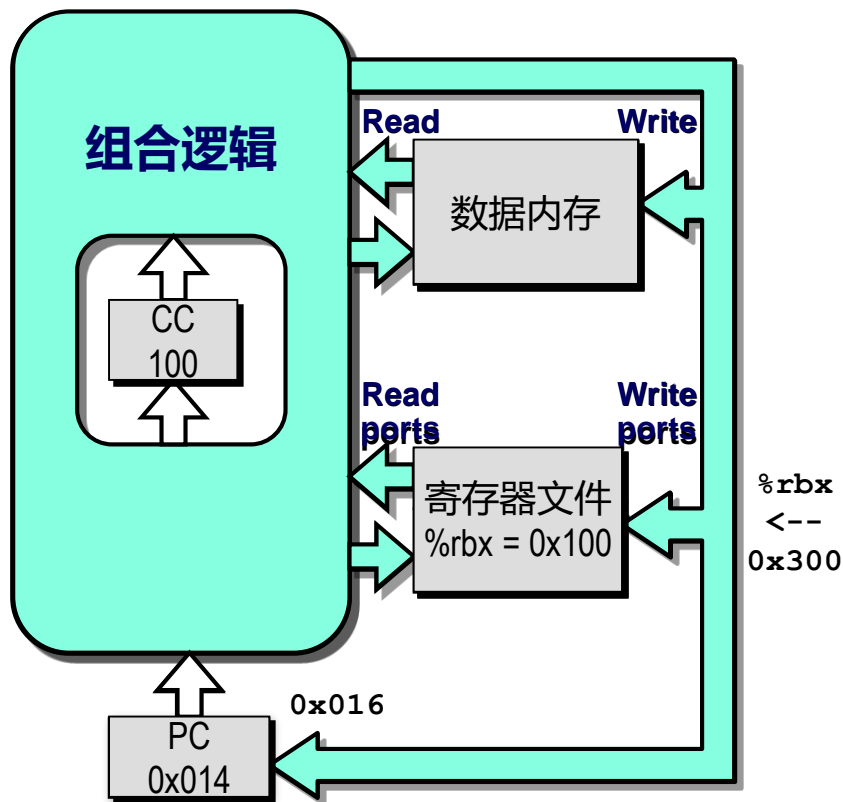 组合逻辑
CC
100
Read
Write
数据内存
Read
ports
Write
ports
寄存器文件
%rbx = 0x100
%rbx
<--
0x300
0x016
PC
0x014